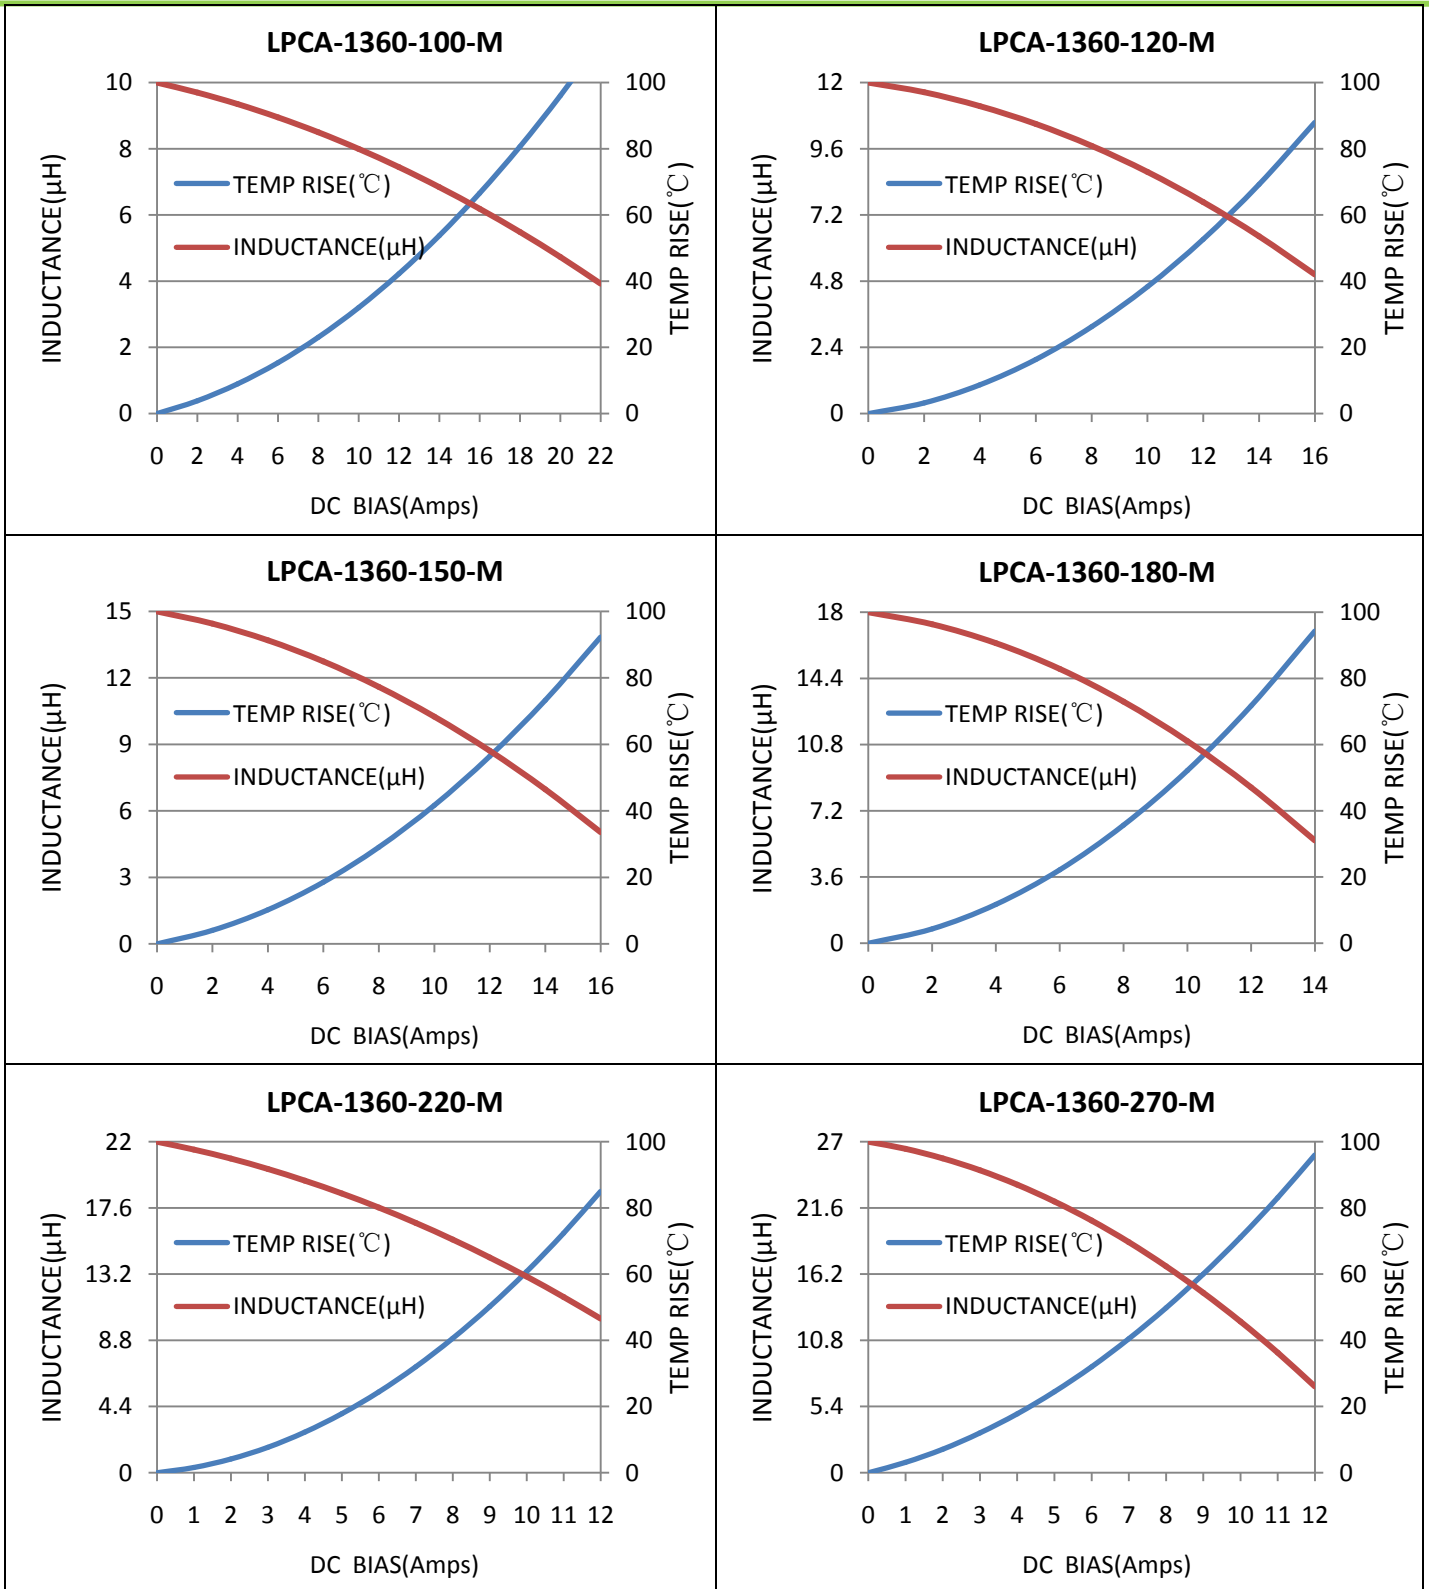 LPCA-1360-100-M
INDUCTANCE(μH)
10
8
6
4
2
0
TEMP RISE(℃)
INDUCTANCE(μH)
100
80
60
40
20
0
TEMP RISE(℃)
0 2 4 6 8 10 12 14 16 18 20 22
DC BIAS(Amps)
LPCA-1360-120-M
INDUCTANCE(μH)
12
9.6
7.2
4.8
2.4
0
TEMP RISE(℃)
INDUCTANCE(μH)
100
80
60
40
20
0
TEMP RISE(℃)
0 2 4 6 8 10 12 14 16
DC BIAS(Amps)
LPCA-1360-150-M
INDUCTANCE(μH)
15
12
9
6
3
0
TEMP RISE(℃)
INDUCTANCE(μH)
100
80
60
40
20
0
TEMP RISE(℃)
0 2 4 6 8 10 12 14 16
DC BIAS(Amps)
LPCA-1360-180-M
INDUCTANCE(μH)
18
14.4
10.8
7.2
3.6
0
TEMP RISE(℃)
INDUCTANCE(μH)
100
80
60
40
20
0
TEMP RISE(℃)
0 2 4 6 8 10 12 14
DC BIAS(Amps)
LPCA-1360-220-M
INDUCTANCE(μH)
22
17.6
13.2
8.8
4.4
0
TEMP RISE(℃)
INDUCTANCE(μH)
100
80
60
40
20
0
TEMP RISE(℃)
0 1 2 3 4 5 6 7 8 9 10 11 12
DC BIAS(Amps)
LPCA-1360-270-M
INDUCTANCE(μH)
27
21.6
16.2
10.8
5.4
0
TEMP RISE(℃)
INDUCTANCE(μH)
100
80
60
40
20
0
TEMP RISE(℃)
0 1 2 3 4 5 6 7 8 9 10 11 12
DC BIAS(Amps)